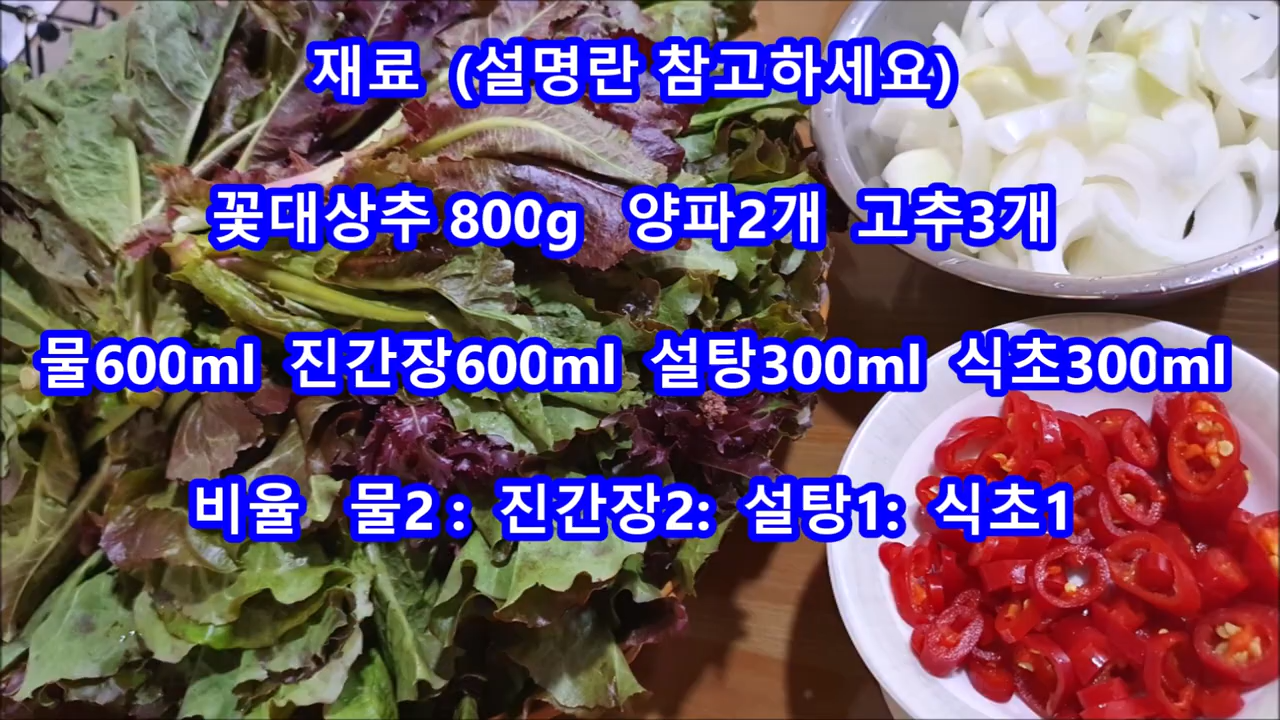 재료 (설명란 참고하세요)
꽃대상추 800g 양파2개 고추3개
물600ml 진간장600ml 설탕300ml 식초300ml
비율 물2 : 진간장2: 설탕1: 식초1